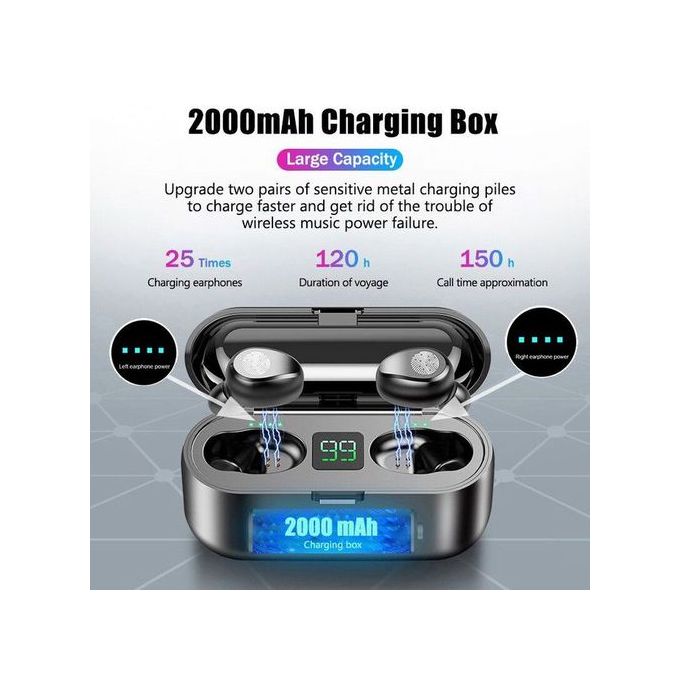 2000mAh Charging Box
Large Capacity
Upgrade two pairs of sensitive metal charging piles
to charge faster and get rid of the trouble of
wireless music power failure.
25 Times
120 h
150 h
Charging earphones
Duration of voyage
Call time approximation
Left earphone power
Right earphone power
99
2000 mAh
Charging box